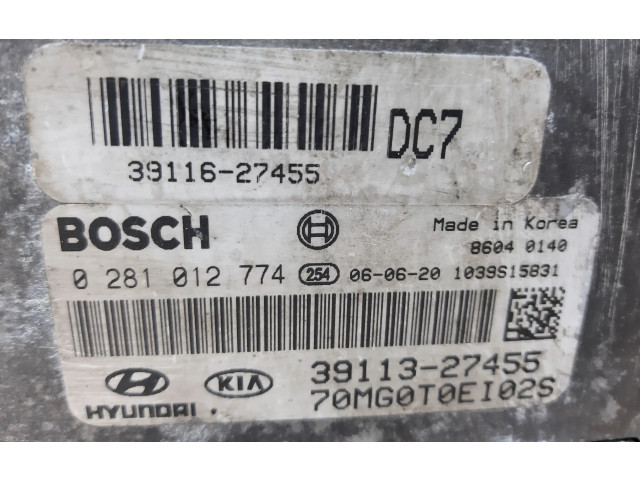 DC7
39116-27455
BOSCH
Made in Korea
8604 0140
0 281 012 774 254 06-06-20 1039S15831
39113-27455
HYUNDAI KIA
70MG0T0EI02S